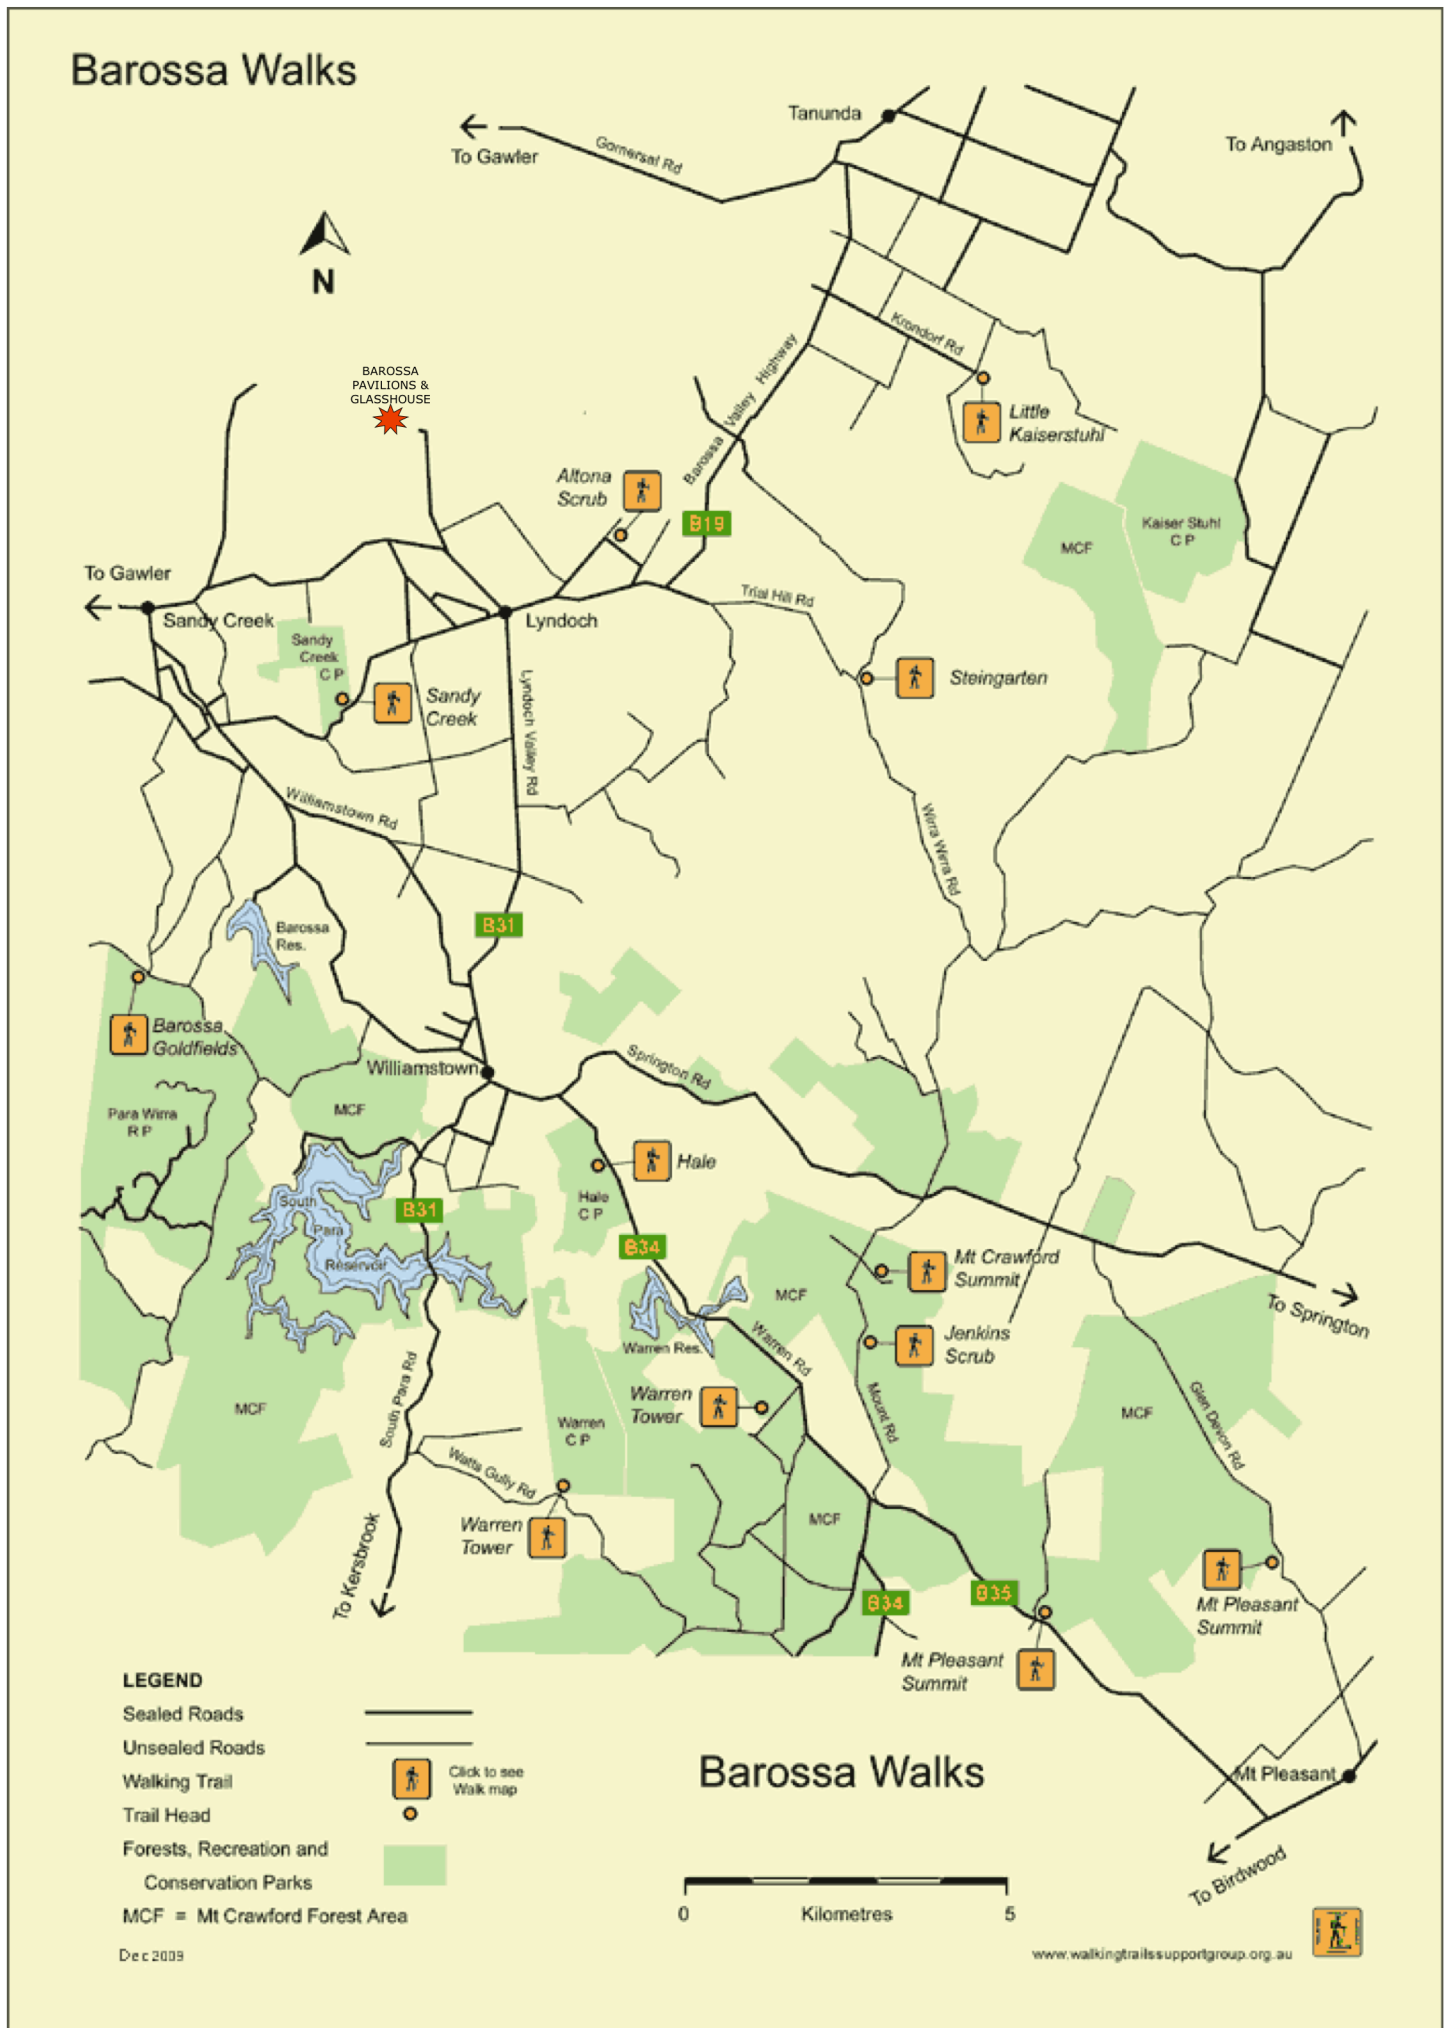 Barossa Walks
Tanunda
To Gawler
Gomersal Rd
To Angaston
N
BAROSSA
PAVILIONS &
GLASSHOUSE
Krondorf Rd
Barossa Valley Highway
Little
Kaiserstuhl
Altona
Scrub
B19
Kaiser Stuhl
C P
MCF
To Gawler
Sandy Creek
Lyndoch
Trial Hill Rd
Sandy
Creek
C P
Sandy
Creek
Steingarten
Lyndoch Valley Rd
Williamstown Rd
Wirra Wirra Rd
B31
Barossa
Res.
Barossa
Goldfields
Williamstown
Springton Rd
MCF
Para Wirra
R P
Hale
Hale
C P
South
Para
Reservoir
B31
B34
Mt Crawford
Summit
MCF
To Springton
Warren Res.
Warren Rd
Jenkins
Scrub
South Para Rd
Warren
Tower
Mount Rd
Glen Devon Rd
MCF
MCF
Warren
C P
Watts Gully Rd
Warren
Tower
MCF
To Kersbrook
B34
B35
Mt Pleasant
Summit
Mt Pleasant
Summit
LEGEND
Sealed Roads
Unsealed Roads
Walking Trail
Click to see
Walk map
Trail Head
Forests, Recreation and
Conservation Parks
MCF = Mt Crawford Forest Area
Dec 2009
Barossa Walks
Mt Pleasant
To Birdwood
0 Kilometres 5
www.walkingtrailssupportgroup.org.au